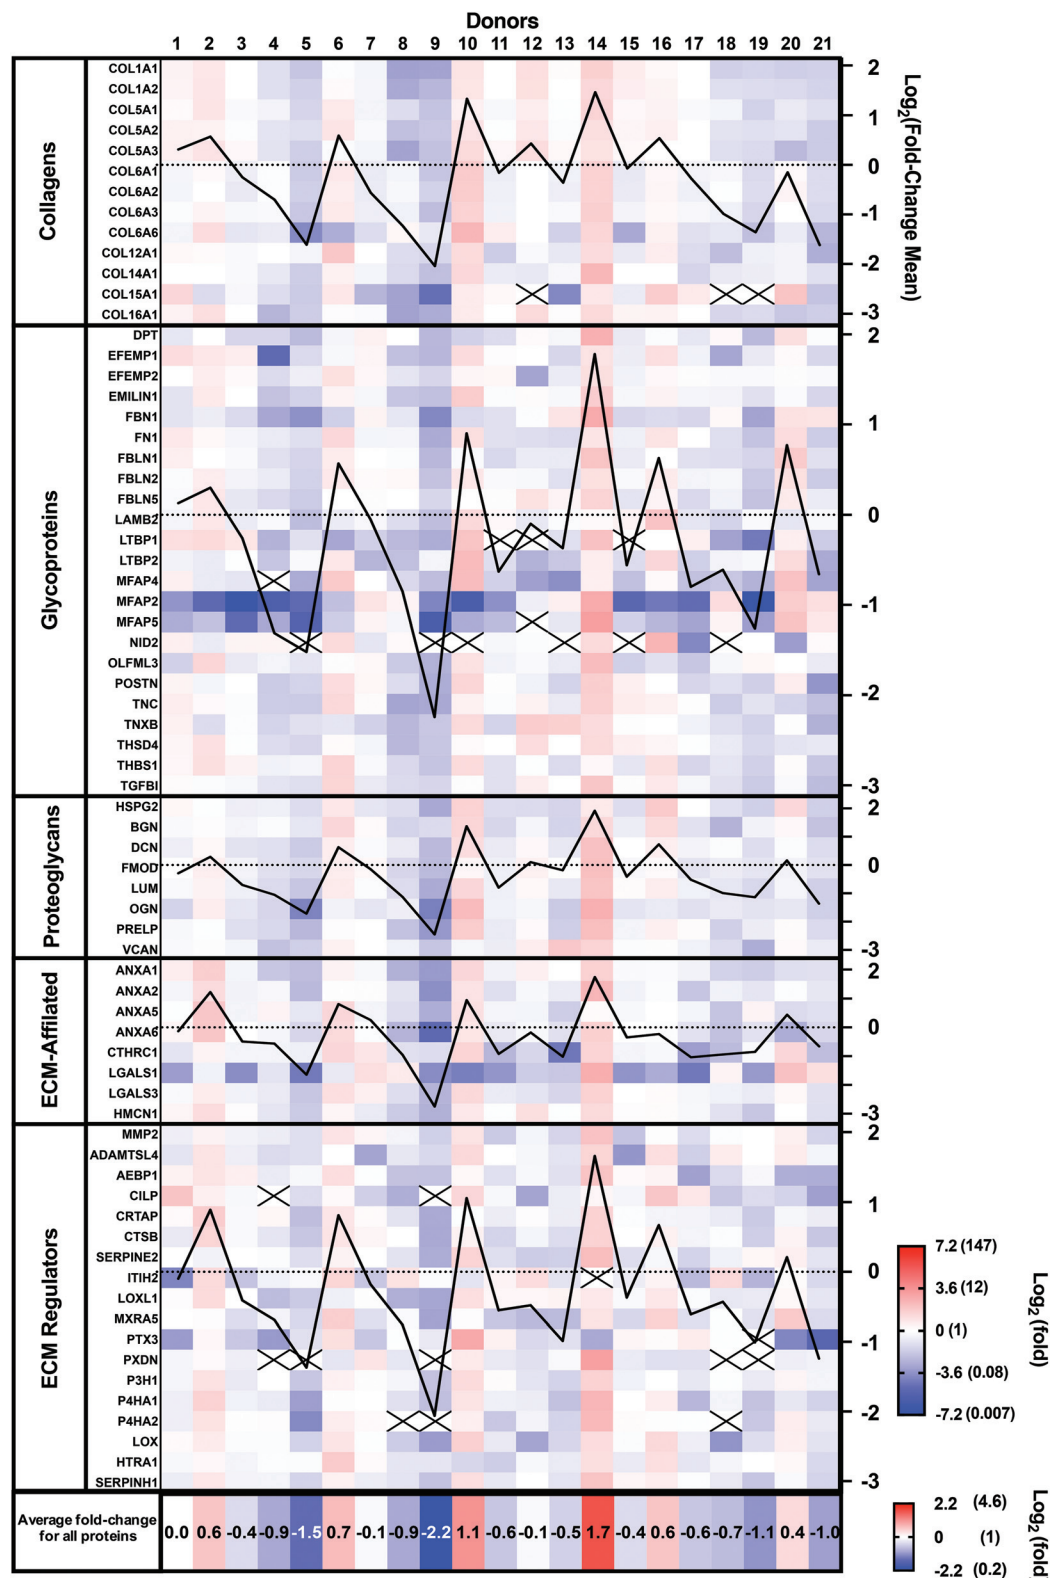 Donors
1 2 3 4 5 6 7 8 9 10 11 12 13 14 15 16 17 18 19 20 21
Collagens
COL1A1
COL1A2
COL5A1
COL5A2
COL5A3
COL6A1
COL6A2
COL6A3
COL6A6
COL12A1
COL14A1
COL15A1
COL16A1
2
1
0
-1
-2
-3
Log2(Fold-Change Mean)
Glycoproteins
DPT
EFEMP1
EFEMP2
EMILIN1
FBN1
FN1
FBLN1
FBLN2
FBLN5
LAMB2
LTBP1
LTBP2
MFAP4
MFAP2
MFAP5
NID2
OLFML3
POSTN
TNC
TNXB
THSD4
THBS1
TGFBI
2
1
0
-1
-2
-3
Proteoglycans
HSPG2
BGN
DCN
FMOD
LUM
OGN
PRELP
VCAN
2
0
-3
ECM-Affilated
ANXA1
ANXA2
ANXA5
ANXA6
CTHRC1
LGALS1
LGALS3
HMCN1
2
0
-3
ECM Regulators
MMP2
ADAMTSL4
AEBP1
CILP
CRTAP
CTSB
SERPINE2
ITIH2
LOXL1
MXRA5
PTX3
PXDN
P3H1
P4HA1
P4HA2
LOX
HTRA1
SERPINH1
2
1
0
-1
-2
-3
7.2 (147)
3.6 (12)
0 (1)
-3.6 (0.08)
-7.2 (0.007)
Log2 (fold)
Average fold-change
for all proteins
0.0 0.6 -0.4 -0.9 -1.5 0.7 -0.1 -0.9 -2.2 1.1 -0.6 -0.1 -0.5 1.7 -0.4 0.6 -0.6 -0.7 -1.1 0.4 -1.0
2.2 (4.6)
0 (1)
-2.2 (0.2)
Log2 (fold)